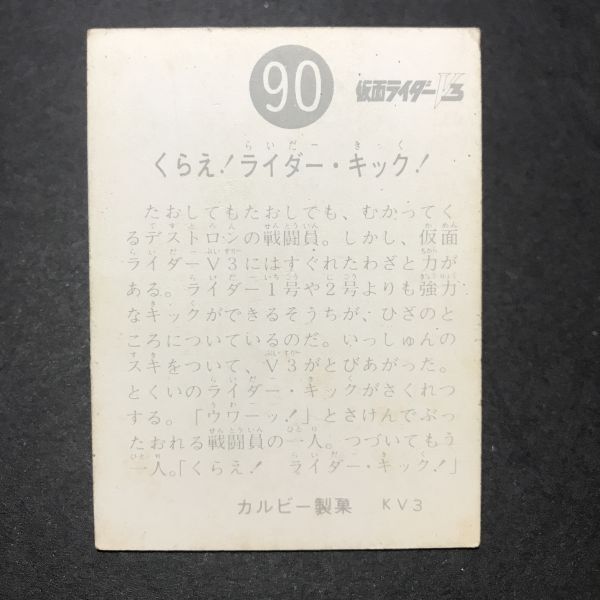 90
仮面ライダーV3
くらえ!ライダー・キック!
たおしてもたおしても、むかってく
るデストロンの戦闘員。しかし、仮面
ライダーV3にはすぐれたわざと力が
ある。ライダー1号や2号よりも強力
なキックができるそうちが、ひざのと
ころについているのだ。いっしゅんの
スキをついて、V3がとびあがった。
とくいのライダー・キックがさくれつ
する。「ウワーッ!」とさけんでぶっ
たおれる戦闘員の一人。つづいてもう
一人。「くらえ! ライダー・キック!」
カルビー製菓 KV3